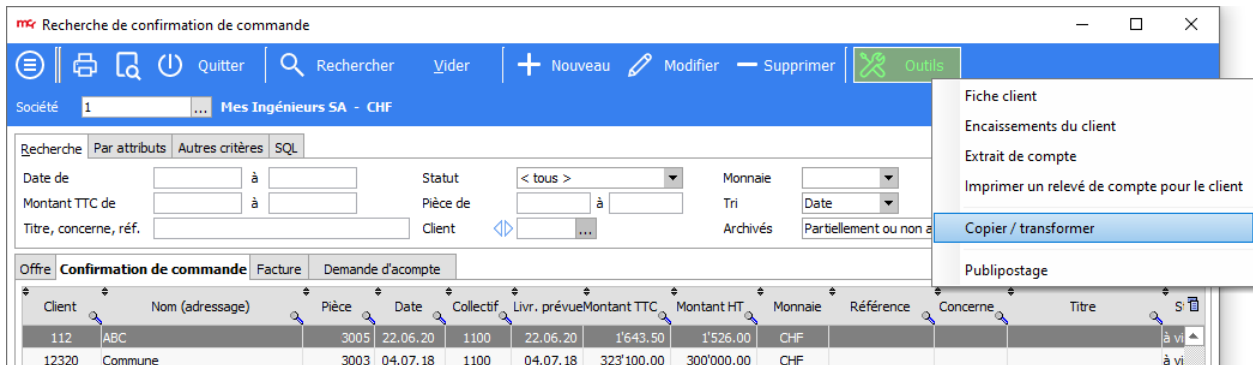 mcr Recherche de confirmation de commande
Quitter Rechercher Vider Nouveau Modifier Supprimer Outils
Société 1 ... Mes Ingénieurs SA - CHF
Fiche client
Encaissements du client
Extrait de compte
Imprimer un relevé de compte pour le client
Copier / transformer
Publipostage
Recherche Par attributs Autres critères SQL
Date de à Statut < tous > Monnaie
Montant TTC de à Pièce de à Tri Date
Titre, concerne, réf. Client ... Archivés Partiellement ou non a
Offre Confirmation de commande Facture Demande d'acompte
Client Nom (adressage) Pièce Date Collectif Livr. prévue Montant TTC Montant HT Monnaie Référence Concerne Titre
112 ABC 3005 22.06.20 1100 22.06.20 1'643.50 1'526.00 CHF à vi
12320 Commune 3003 04.07.18 1100 04.07.18 323'100.00 300'000.00 CHF à vi